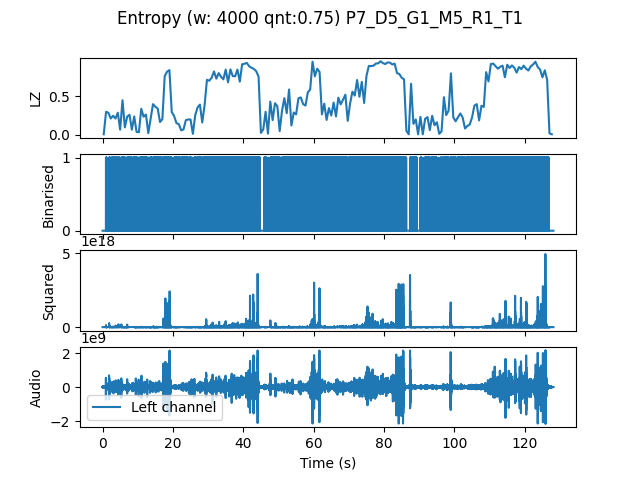 Entropy (w: 4000 qnt:0.75) P7_D5_G1_M5_R1_T1
LZ
0.5
0.0
Binarised
1
0
1e18
Squared
5
0
1e9
Audio
2
0
−2
Left channel
0 20 40 60 80 100 120
Time (s)